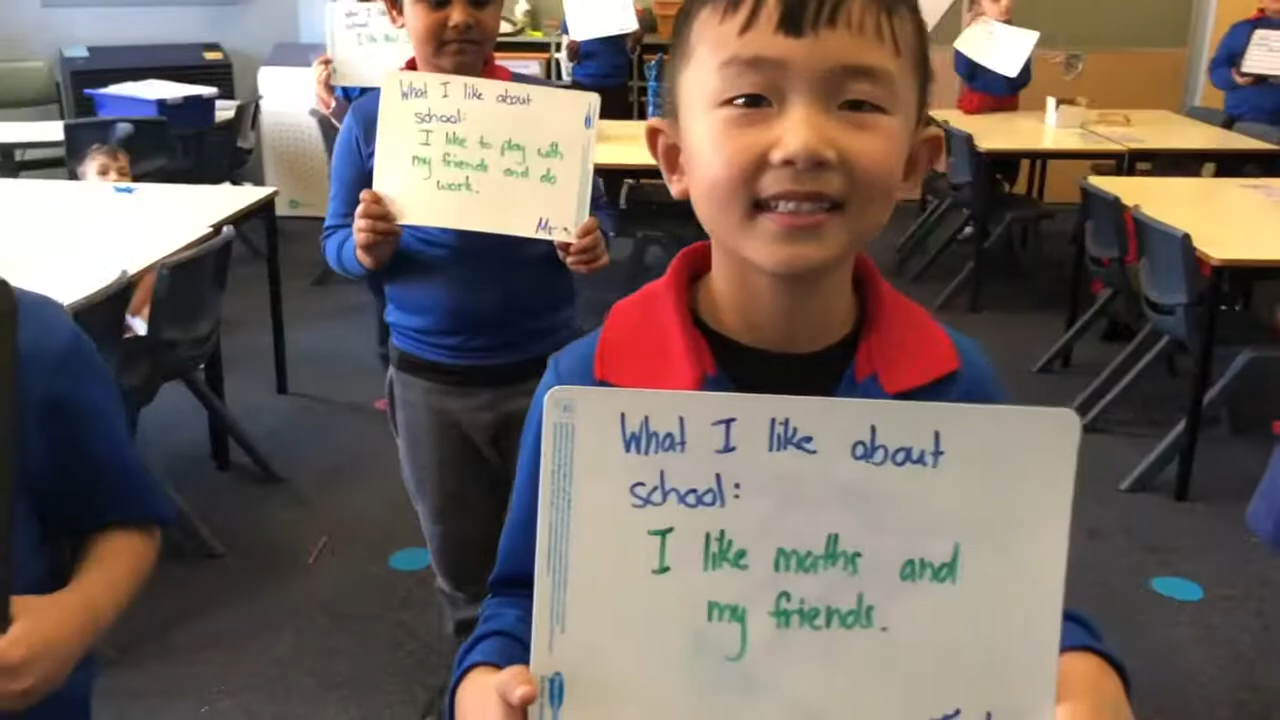 What I like about
school:
I like to play with
my friends and do
work.
What I like about
school:
I like maths and
my friends.